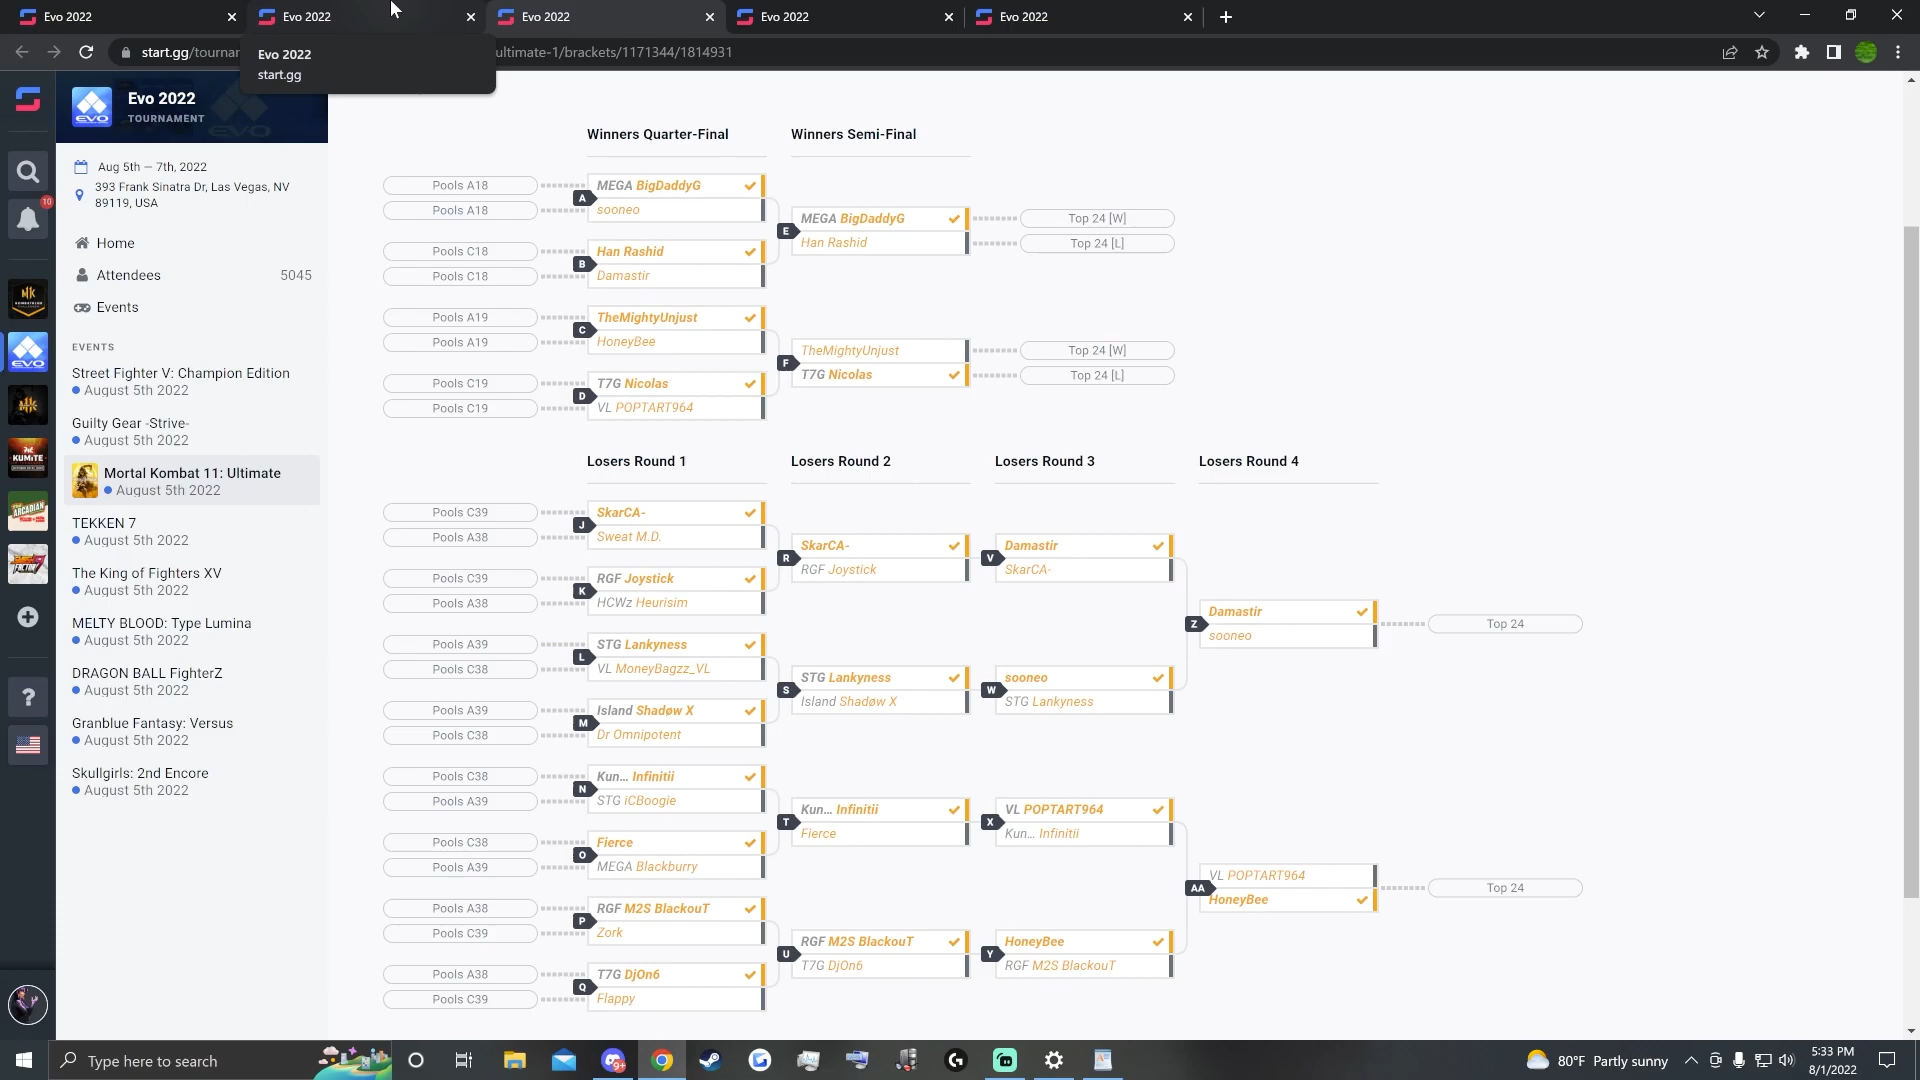 Evo 2022
Evo 2022
Evo 2022
Evo 2022
Evo 2022
start.gg/tournar
ultimate-1/brackets/1171344/1814931
Evo 2022
start.gg
Evo 2022
TOURNAMENT
EVO
Aug 5th — 7th, 2022
393 Frank Sinatra Dr, Las Vegas, NV
89119, USA
10
Home
Attendees 5045
Events
EVENTS
Street Fighter V: Champion Edition
August 5th 2022
Guilty Gear -Strive-
August 5th 2022
Mortal Kombat 11: Ultimate
August 5th 2022
TEKKEN 7
August 5th 2022
The King of Fighters XV
August 5th 2022
MELTY BLOOD: Type Lumina
August 5th 2022
DRAGON BALL FighterZ
August 5th 2022
Granblue Fantasy: Versus
August 5th 2022
Skullgirls: 2nd Encore
August 5th 2022
Winners Quarter-Final Winners Semi-Final
Pools A18 MEGA BigDaddyG
A
Pools A18 sooneo
MEGA BigDaddyG Top 24 [W]
E
Han Rashid Top 24 [L]
Pools C18 Han Rashid
B
Pools C18 Damastir
Pools A19 TheMightyUnjust
C
Pools A19 HoneyBee
TheMightyUnjust Top 24 [W]
F
T7G Nicolas Top 24 [L]
Pools C19 T7G Nicolas
D
Pools C19 VL POPTART964
Losers Round 1 Losers Round 2 Losers Round 3 Losers Round 4
Pools C39 SkarCA-
J
Pools A38 Sweat M.D.
SkarCA- Damastir
R V
RGF Joystick SkarCA-
Pools C39 RGF Joystick
K
Pools A38 HCWz Heurisim
Damastir
Z Top 24
sooneo
Pools A39 STG Lankyness
L
Pools C38 VL MoneyBagzz_VL
STG Lankyness sooneo
S W
Island Shadøw X STG Lankyness
Pools A39 Island Shadøw X
M
Pools C38 Dr Omnipotent
Pools C38 Kun... Infinitii
N
Pools A39 STG iCBoogie
Kun... Infinitii VL POPTART964
T X
Fierce Kun... Infinitii
Pools C38 Fierce
O
Pools A39 MEGA Blackburry
VL POPTART964
AA Top 24
HoneyBee
Pools A38 RGF M2S BlackouT
P
Pools C39 Zork
RGF M2S BlackouT HoneyBee
U Y
T7G DjOn6 RGF M2S BlackouT
Pools A38 T7G DjOn6
Q
Pools C39 Flappy
Type here to search
9+
80°F Partly sunny
5:33 PM
8/1/2022